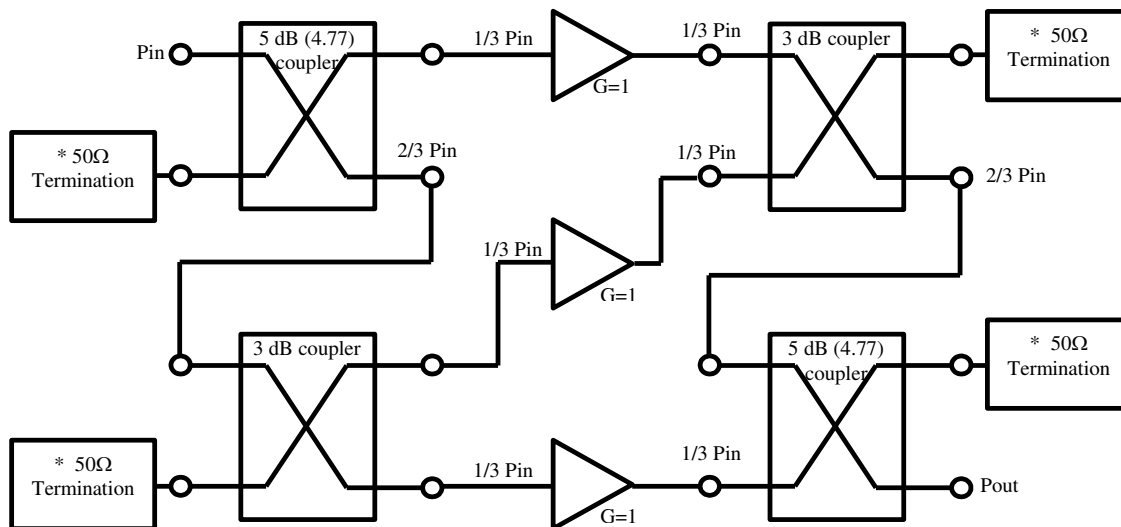 Pin
5 dB (4.77)
coupler
1/3 Pin
G=1
1/3 Pin
3 dB coupler
* 50Ω
Termination
* 50Ω
Termination
2/3 Pin
1/3 Pin
2/3 Pin
1/3 Pin
G=1
3 dB coupler
5 dB (4.77)
coupler
* 50Ω
Termination
* 50Ω
Termination
1/3 Pin
G=1
1/3 Pin
Pout